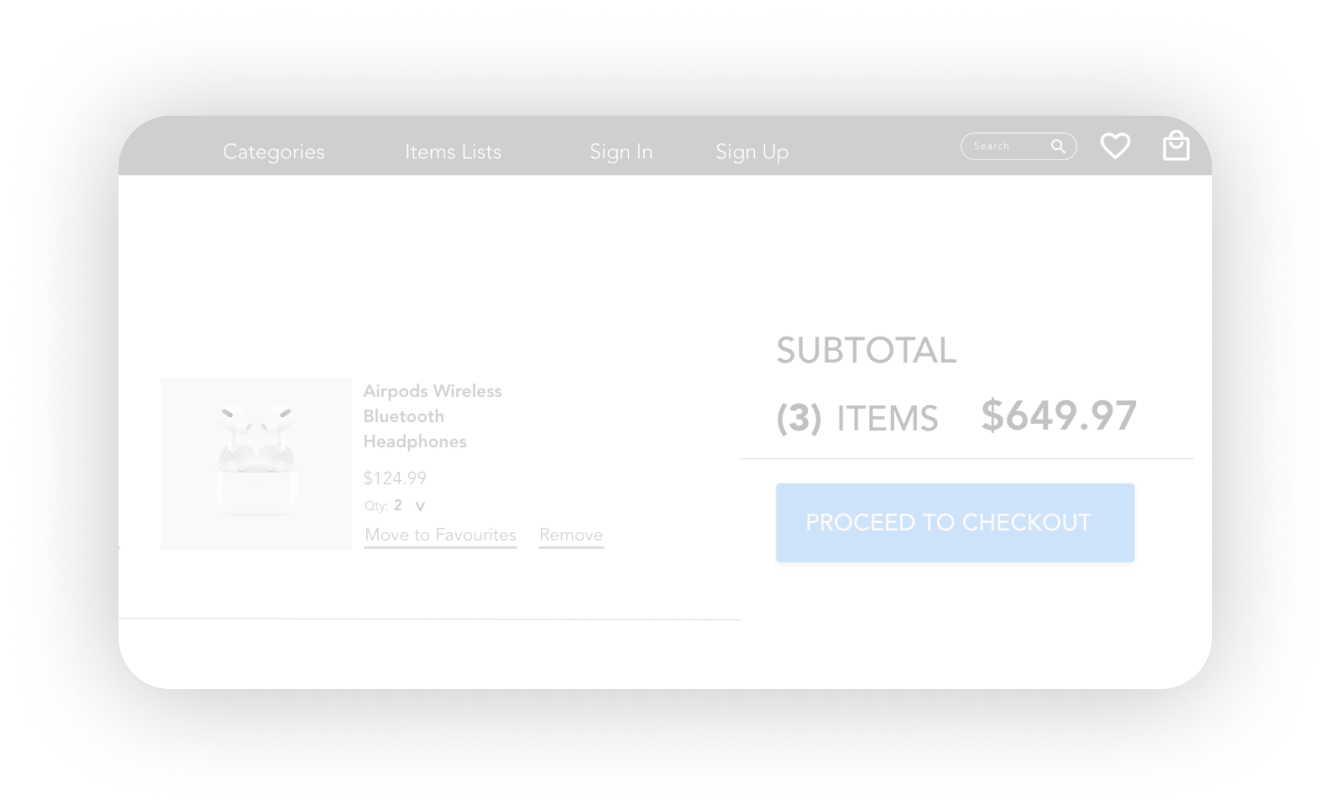 Categories Items Lists Sign In Sign Up Search
Airpods Wireless
Bluetooth
Headphones
$124.99
Qty: 2 v
Move to Favourites Remove
SUBTOTAL
(3) ITEMS $649.97
PROCEED TO CHECKOUT